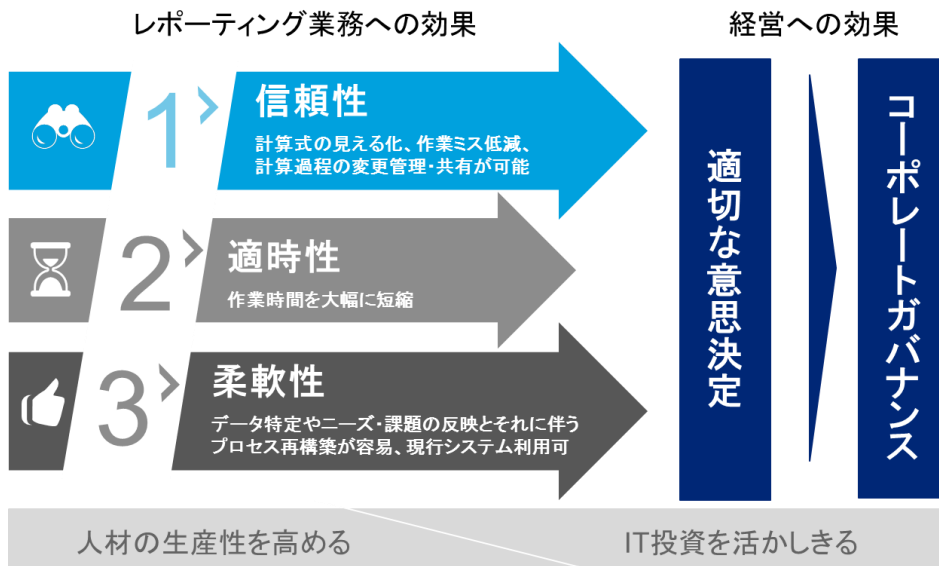 レポーティング業務への効果
経営への効果
1
信頼性
計算式の見える化、作業ミス低減、
計算過程の変更管理・共有が可能
2
適時性
作業時間を大幅に短縮
3
柔軟性
データ特定やニーズ・課題の反映とそれに伴う
プロセス再構築が容易、現行システム利用可
適切な意思決定
コーポレートガバナンス
人材の生産性を高める
IT投資を活かしきる